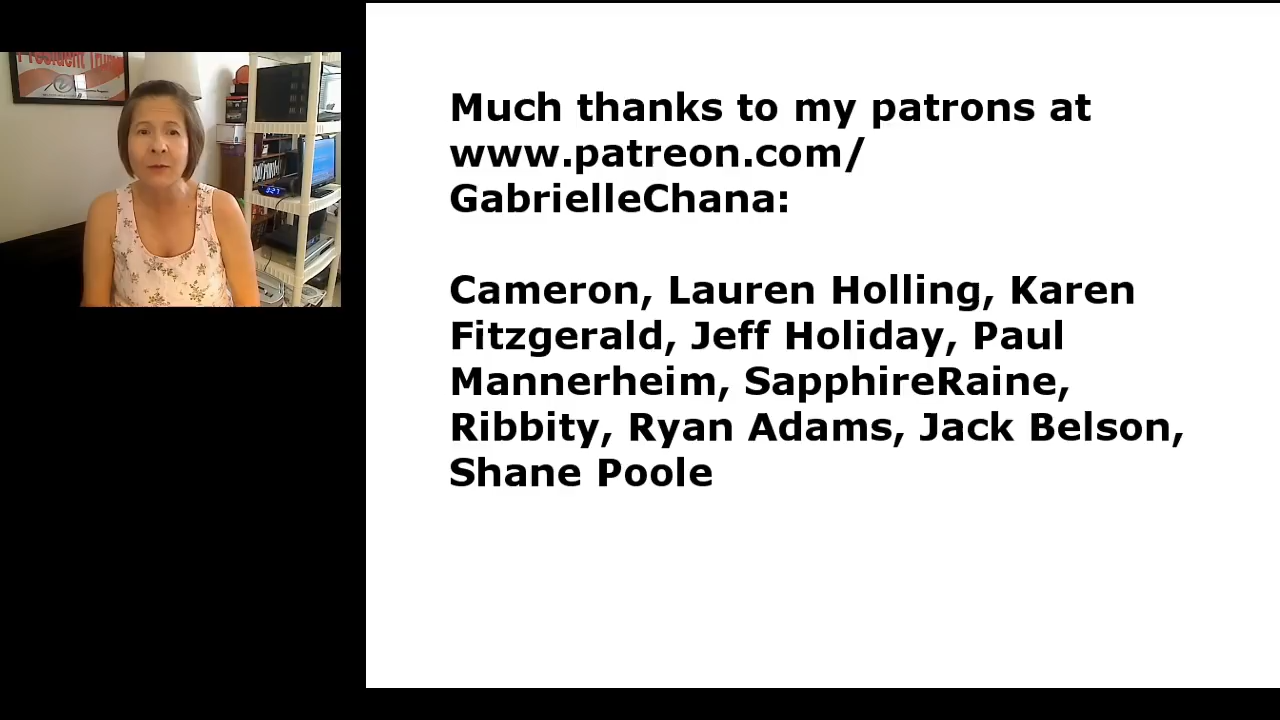 President
Much thanks to my patrons at
www.patreon.com/
GabrielleChana:
Cameron, Lauren Holling, Karen
Fitzgerald, Jeff Holiday, Paul
Mannerheim, SapphireRaine,
Ribbity, Ryan Adams, Jack Belson,
Shane Poole